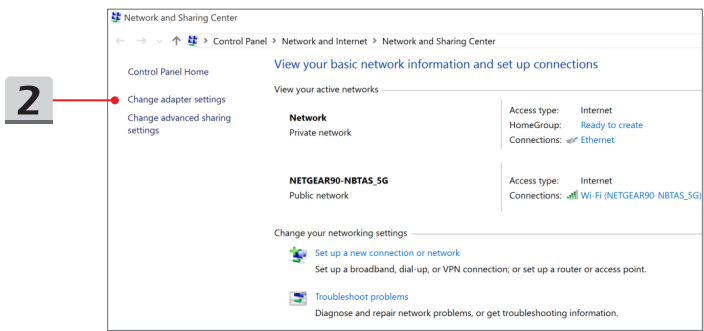 Network and Sharing Center
Control Panel > Network and Internet > Network and Sharing Center
Control Panel Home
2
Change adapter settings
Change advanced sharing
settings
View your basic network information and set up connections
View your active networks
Network
Private network
Access type: Internet
HomeGroup: Ready to create
Connections: Ethernet
NETGEAR90-NBTAS_5G
Public network
Access type: Internet
Connections: Wi-Fi (NETGEAR90-NBTAS_5G)
Change your networking settings
Set up a new connection or network
Set up a broadband, dial-up, or VPN connection; or set up a router or access point.
Troubleshoot problems
Diagnose and repair network problems, or get troubleshooting information.